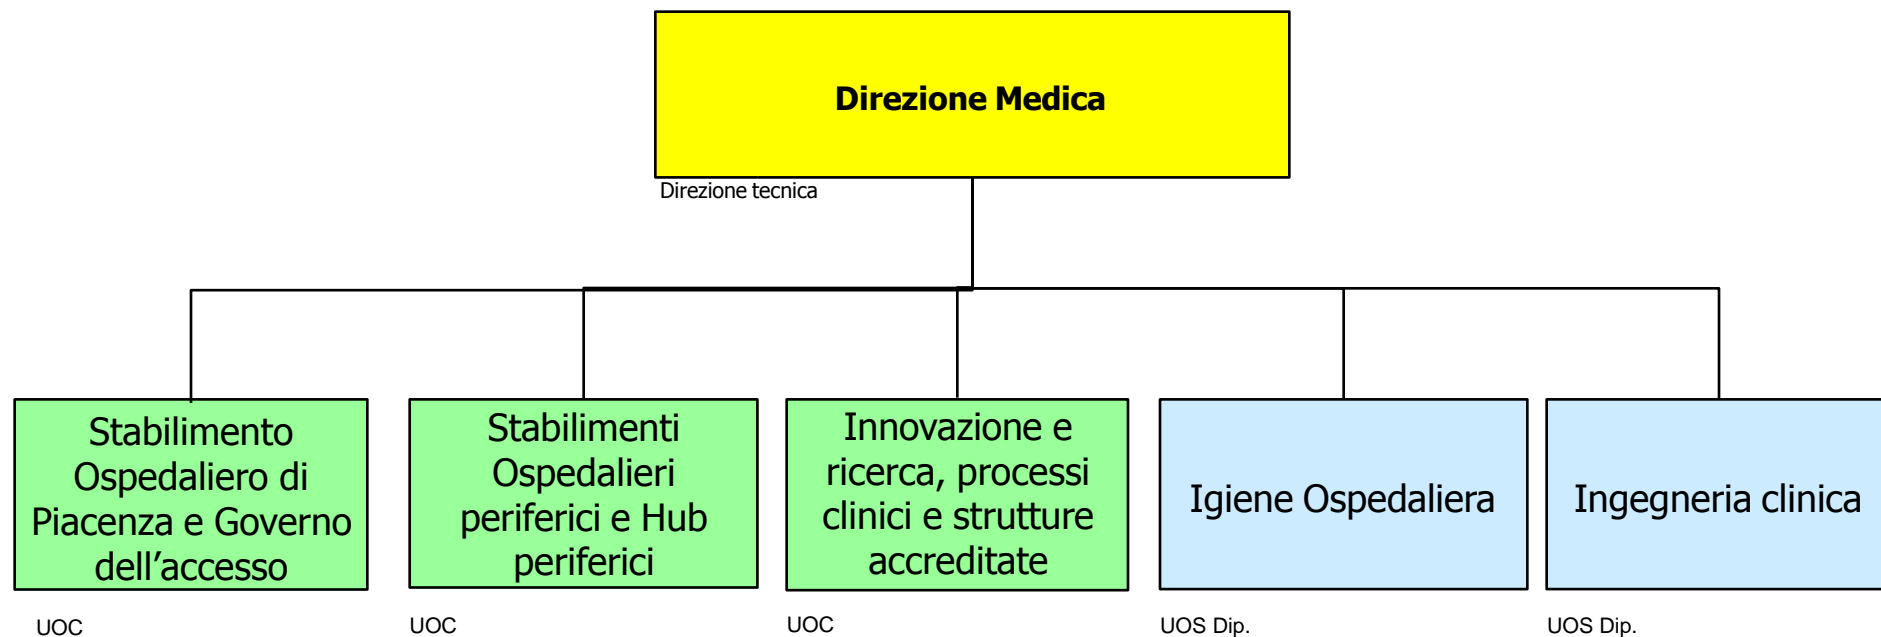 Direzione Medica
Direzione tecnica
Stabilimento
Ospedaliero di
Piacenza e Governo
dell’accesso
UOC
Stabilimenti
Ospedalieri
periferici e Hub
periferici
UOC
Innovazione e
ricerca, processi
clinici e strutture
accreditate
UOC
Igiene Ospedaliera
UOS Dip.
Ingegneria clinica
UOS Dip.